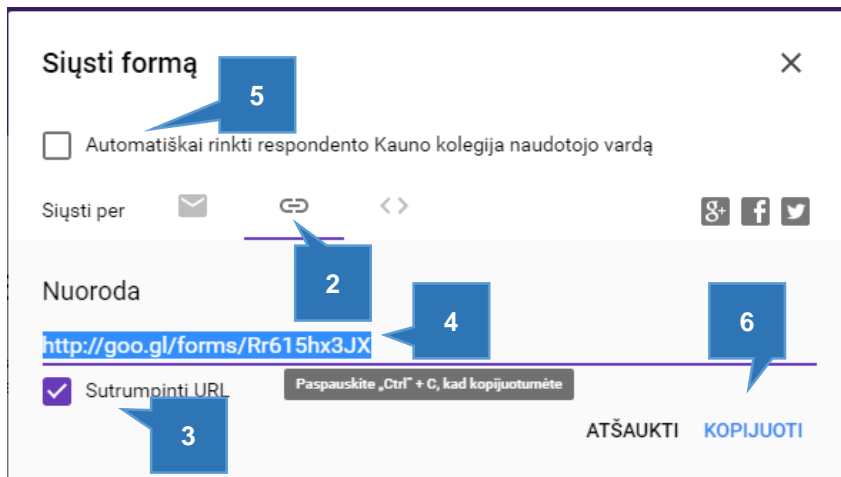 Siųsti formą
5
Automatiškai rinkti respondento Kauno kolegija naudotojo vardą
Siųsti per
g+ f
2
Nuoroda
4
6
http://goo.gl/forms/Rr615hx3JX
Paspauskite „Ctrl“ + C, kad kopijuotumėte
Sutrumpinti URL
3
ATŠAUKTI KOPIJUOTI